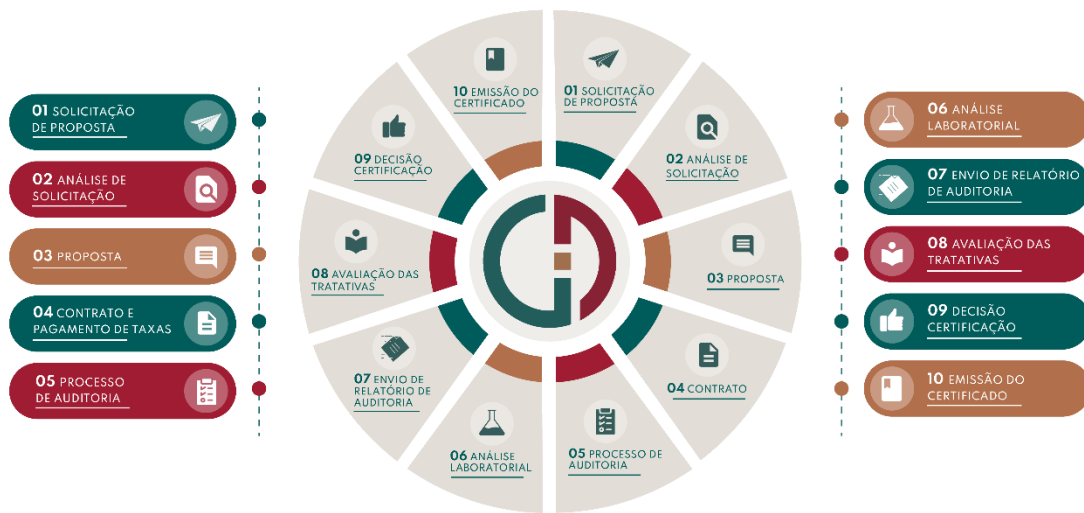 01 SOLICITAÇÃO
DE PROPOSTA
02 ANÁLISE DE
SOLICITAÇÃO
03 PROPOSTA
04 CONTRATO E
PAGAMENTO DE TAXAS
05 PROCESSO
DE AUDITORIA
10 EMISSÃO DO
CERTIFICADO
01 SOLICITAÇÃO
DE PROPOSTA
09 DECISÃO
CERTIFICAÇÃO
02 ANÁLISE DE
SOLICITAÇÃO
08 AVALIAÇÃO DAS
TRATATIVAS
03 PROPOSTA
07 ENVIO DE
RELATÓRIO DE
AUDITORIA
04 CONTRATO
06 ANÁLISE
LABORATORIAL
05 PROCESSO DE
AUDITORIA
06 ANÁLISE
LABORATORIAL
07 ENVIO DE RELATÓRIO
DE AUDITORIA
08 AVALIAÇÃO DAS
TRATATIVAS
09 DECISÃO
CERTIFICAÇÃO
10 EMISSÃO DO
CERTIFICADO